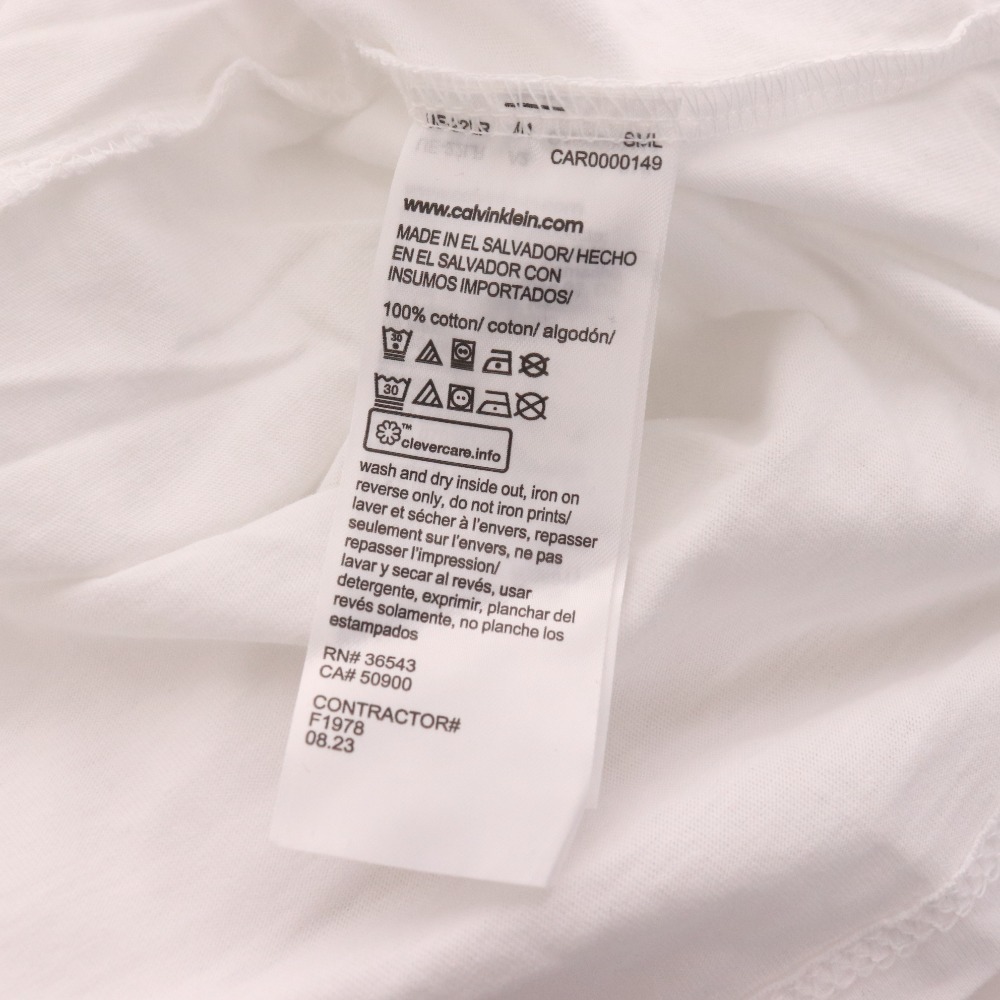 SML
CAR0000149
www.calvinklein.com
MADE IN EL SALVADOR/ HECHO
EN EL SALVADOR CON
INSUMOS IMPORTADOS/
100% cotton/ coton/ algodón/
30
30
™
clevercare.info
wash and dry inside out, iron on
reverse only, do not iron prints/
laver et sécher à l'envers, repasser
seulement sur l'envers, ne pas
repasser l'impression/
lavar y secar al revés, usar
detergente, exprimir, planchar del
revés solamente, no planche los
estampados
RN# 36543
CA# 50900
CONTRACTOR#
F1978
08.23